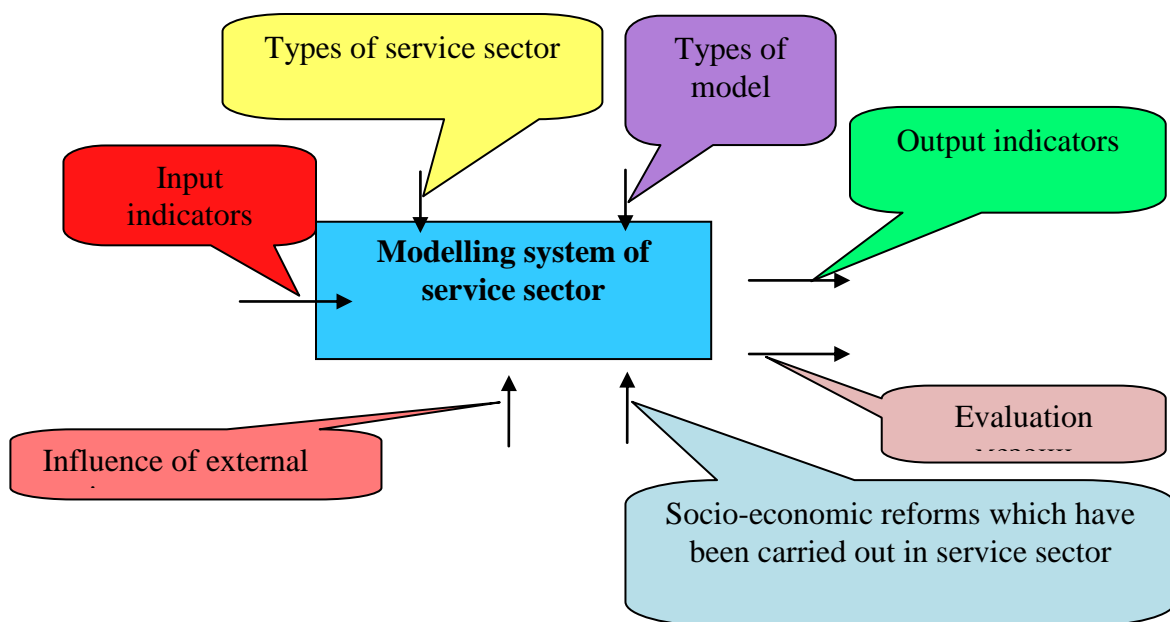 Types of service sector
Types of
model
Output indicators
Input
indicators
Modelling system of
service sector
Evaluation
Influence of external
Socio-economic reforms which have
been carried out in service sector